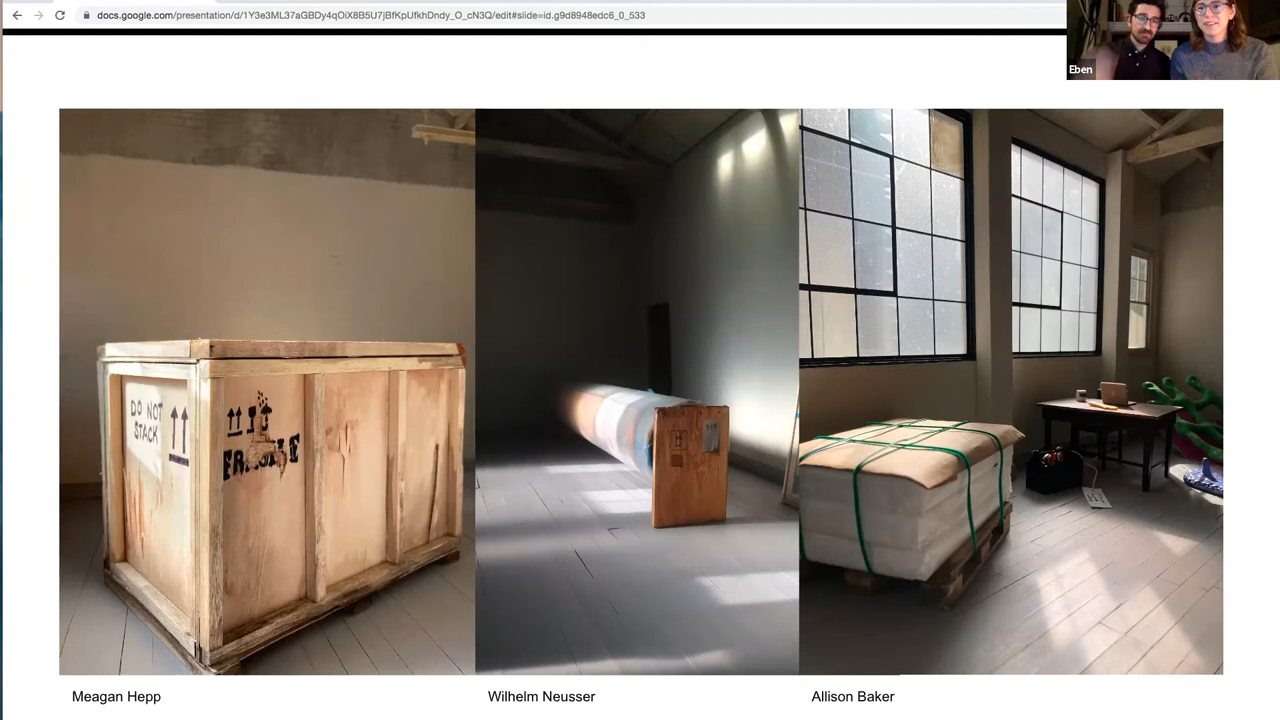 docs.google.com/presentation/d/1Y3e3ML37aGBDy4qOiX8B5U7jBfKpUfkhDndy_O_cN3Q/edit#slide=id.g9d8948edc6_0_533
Eben
DO NOT
STACK
Meagan Hepp
Wilhelm Neusser
Allison Baker